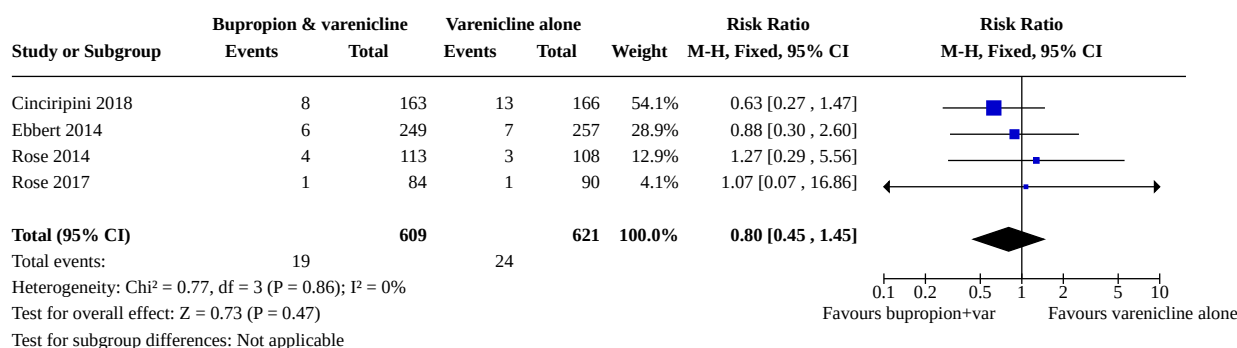 Bupropion & varenicline Varenicline alone Risk Ratio Risk Ratio
Study or Subgroup Events Total Events Total Weight M-H, Fixed, 95% CI M-H, Fixed, 95% CI
Cinciripini 2018 8 163 13 166 54.1% 0.63 [0.27 , 1.47]
Ebbert 2014 6 249 7 257 28.9% 0.88 [0.30 , 2.60]
Rose 2014 4 113 3 108 12.9% 1.27 [0.29 , 5.56]
Rose 2017 1 84 1 90 4.1% 1.07 [0.07 , 16.86]
Total (95% CI) 609 621 100.0% 0.80 [0.45 , 1.45]
Total events: 19 24
Heterogeneity: Chi² = 0.77, df = 3 (P = 0.86); I² = 0%
0.1 0.2 0.5 1 2 5 10
Test for overall effect: Z = 0.73 (P = 0.47) Favours bupropion+var Favours varenicline alone
Test for subgroup differences: Not applicable